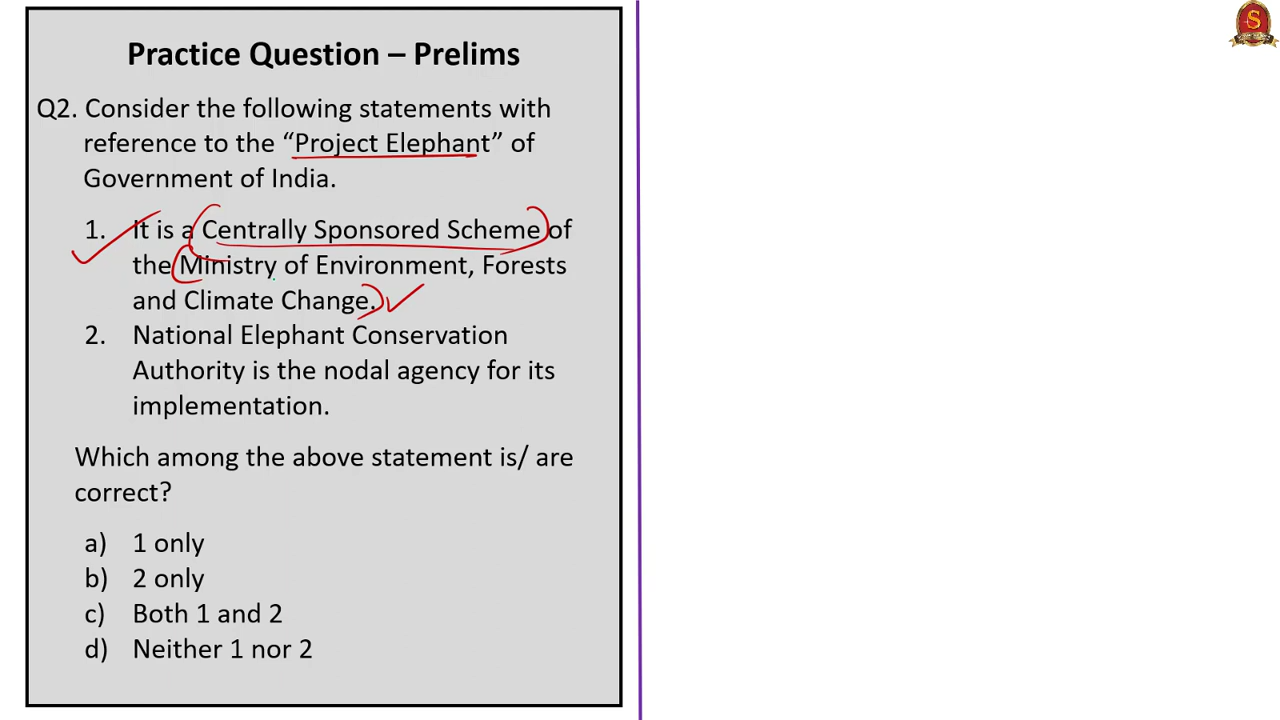 Practice Question – Prelims
Q2. Consider the following statements with
reference to the “Project Elephant” of
Government of India.
1. It is a Centrally Sponsored Scheme of
the Ministry of Environment, Forests
and Climate Change.
2. National Elephant Conservation
Authority is the nodal agency for its
implementation.
Which among the above statement is/ are
correct?
a) 1 only
b) 2 only
c) Both 1 and 2
d) Neither 1 nor 2
S